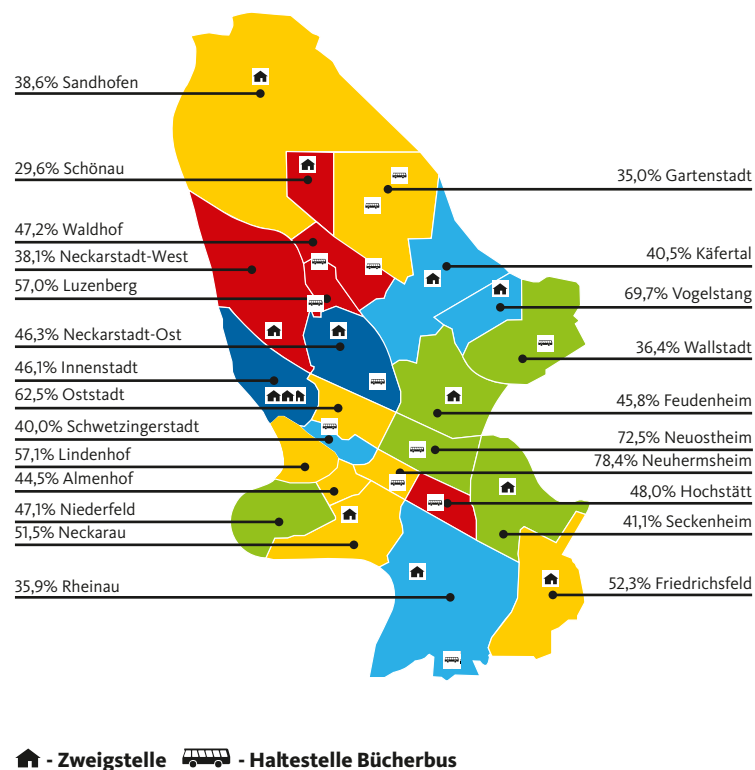 38,6% Sandhofen
29,6% Schönau
35,0% Gartenstadt
47,2% Waldhof
38,1% Neckarstadt-West
40,5% Käfertal
57,0% Luzenberg
69,7% Vogelstang
46,3% Neckarstadt-Ost
36,4% Wallstadt
46,1% Innenstadt
62,5% Oststadt
45,8% Feudenheim
40,0% Schwetzingerstadt
72,5% Neuostheim
57,1% Lindenhof
78,4% Neuhermsheim
44,5% Almenhof
48,0% Hochstätt
47,1% Niederfeld
41,1% Seckenheim
51,5% Neckarau
35,9% Rheinau
52,3% Friedrichsfeld
- Zweigstelle - Haltestelle Bücherbus